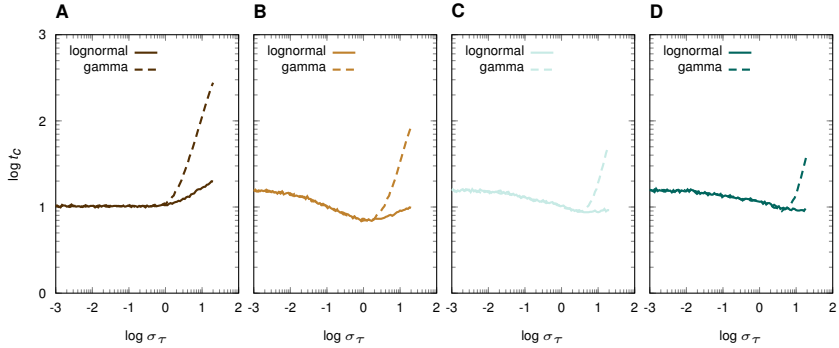 A B C D
lognormal
gamma
lognormal
gamma
lognormal
gamma
lognormal
gamma
3
2
1
0
log t_c
-3 -2 -1 0 1 2
-3 -2 -1 0 1 2
-3 -2 -1 0 1 2
-3 -2 -1 0 1 2
log σ_τ
log σ_τ
log σ_τ
log σ_τ